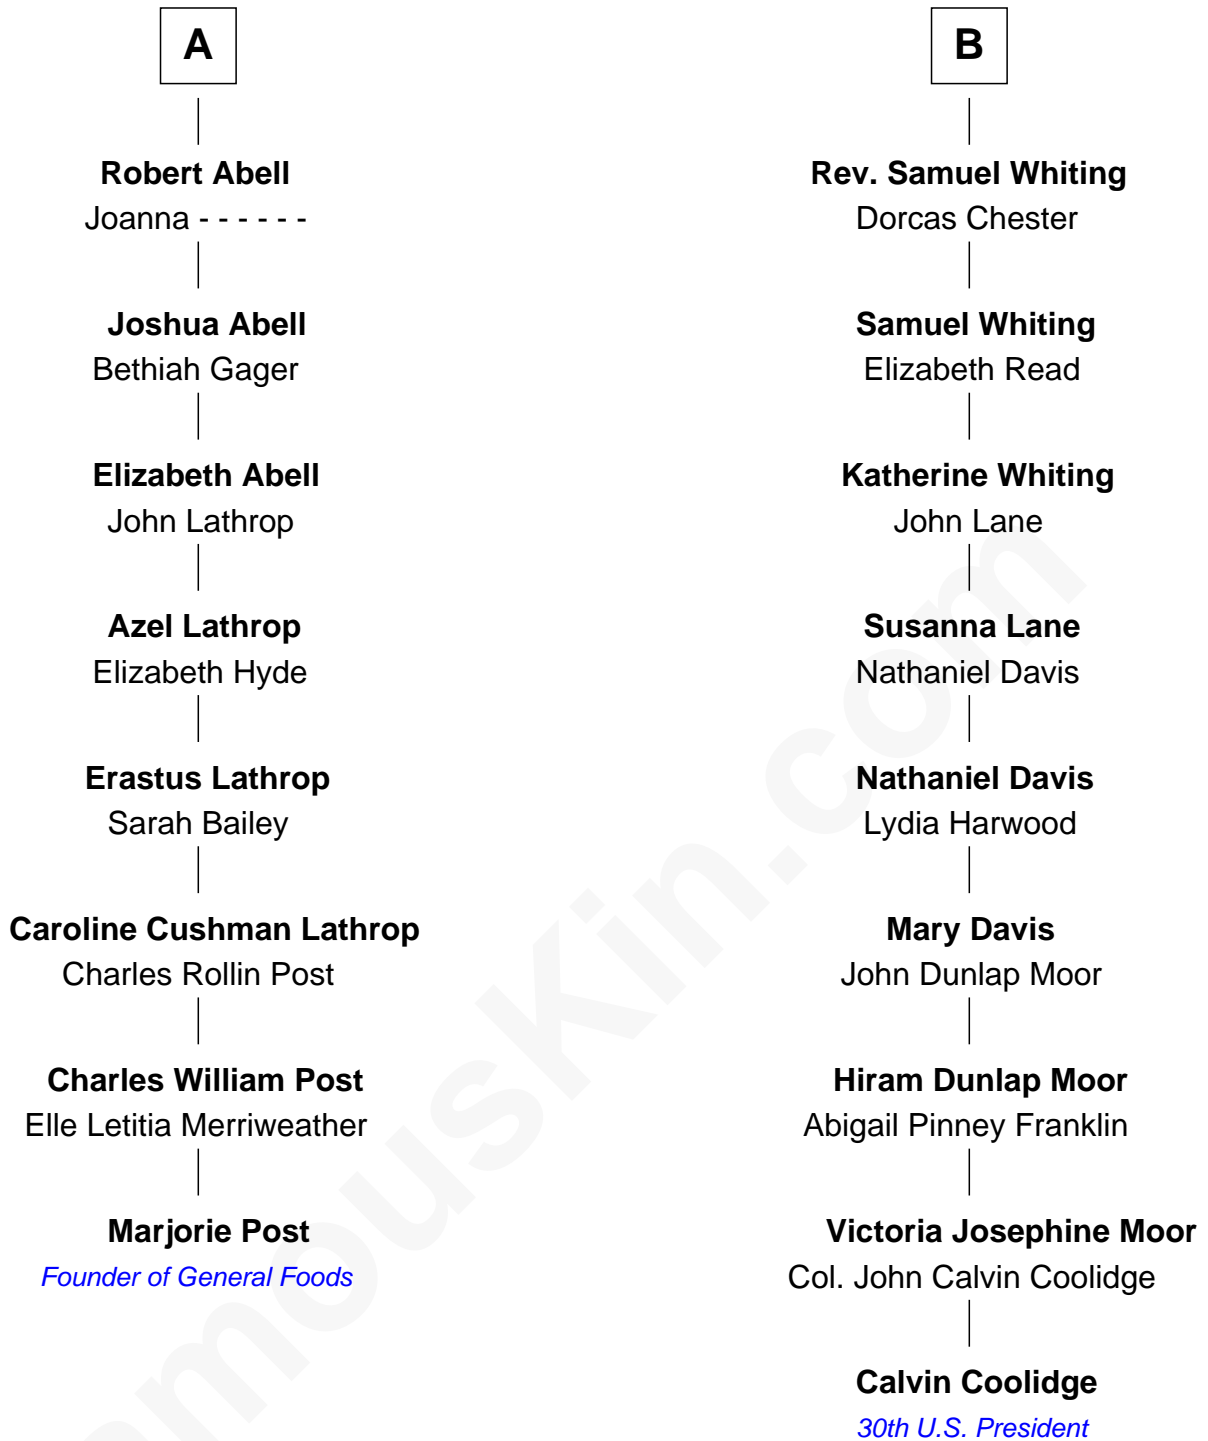 A
Robert Abell
Joanna - - - - - -
Joshua Abell
Bethiah Gager
Elizabeth Abell
John Lathrop
Azel Lathrop
Elizabeth Hyde
Erastus Lathrop
Sarah Bailey
Caroline Cushman Lathrop
Charles Rollin Post
Charles William Post
Elle Letitia Merriweather
Marjorie Post
Founder of General Foods
B
Rev. Samuel Whiting
Dorcas Chester
Samuel Whiting
Elizabeth Read
Katherine Whiting
John Lane
Susanna Lane
Nathaniel Davis
Nathaniel Davis
Lydia Harwood
Mary Davis
John Dunlap Moor
Hiram Dunlap Moor
Abigail Pinney Franklin
Victoria Josephine Moor
Col. John Calvin Coolidge
Calvin Coolidge
30th U.S. President
amousKin.com